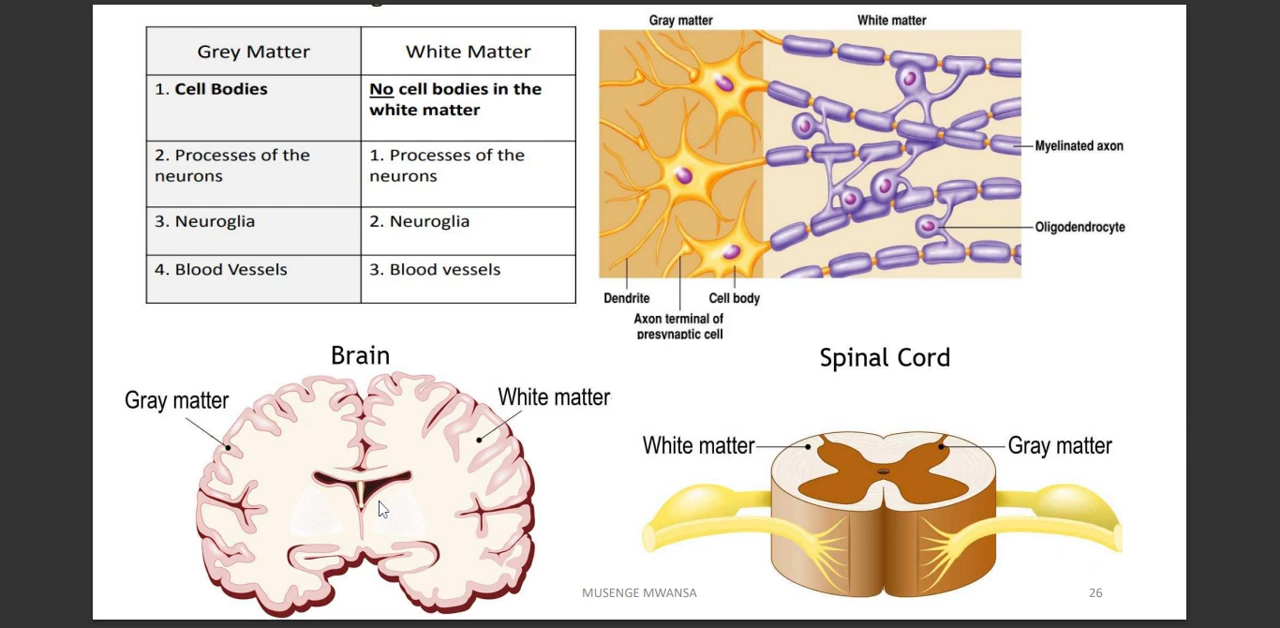 Grey Matter
White Matter
1. Cell Bodies
No cell bodies in the
white matter
2. Processes of the
neurons
1. Processes of the
neurons
3. Neuroglia
2. Neuroglia
4. Blood Vessels
3. Blood vessels
Gray matter
White matter
Myelinated axon
Oligodendrocyte
Dendrite
Cell body
Axon terminal of
presynaptic cell
Brain
Gray matter
White matter
Spinal Cord
White matter
Gray matter
MUSENGE MWANSA
26